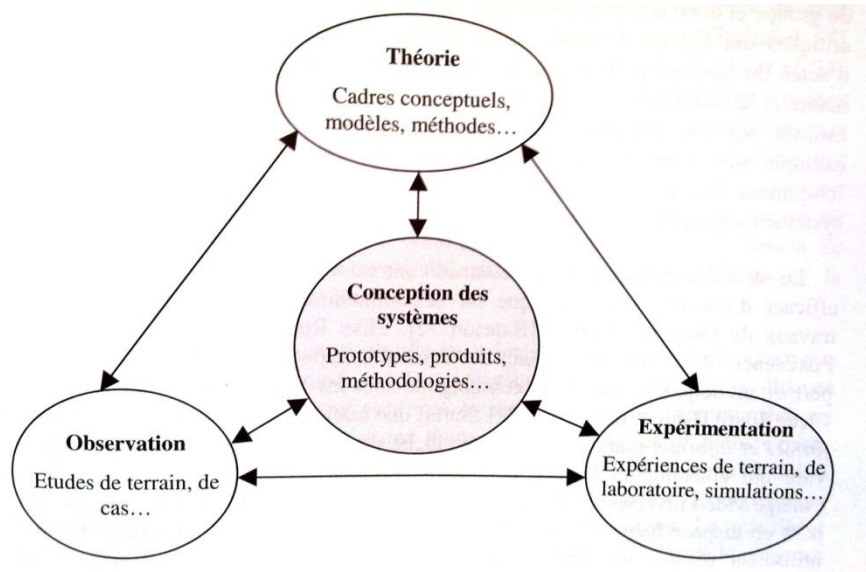 Théorie
Cadres conceptuels,
modèles, méthodes...
Conception des
systèmes
Prototypes, produits,
méthodologies...
Observation
Etudes de terrain, de
cas...
Expérimentation
Expériences de terrain, de
laboratoire, simulations...